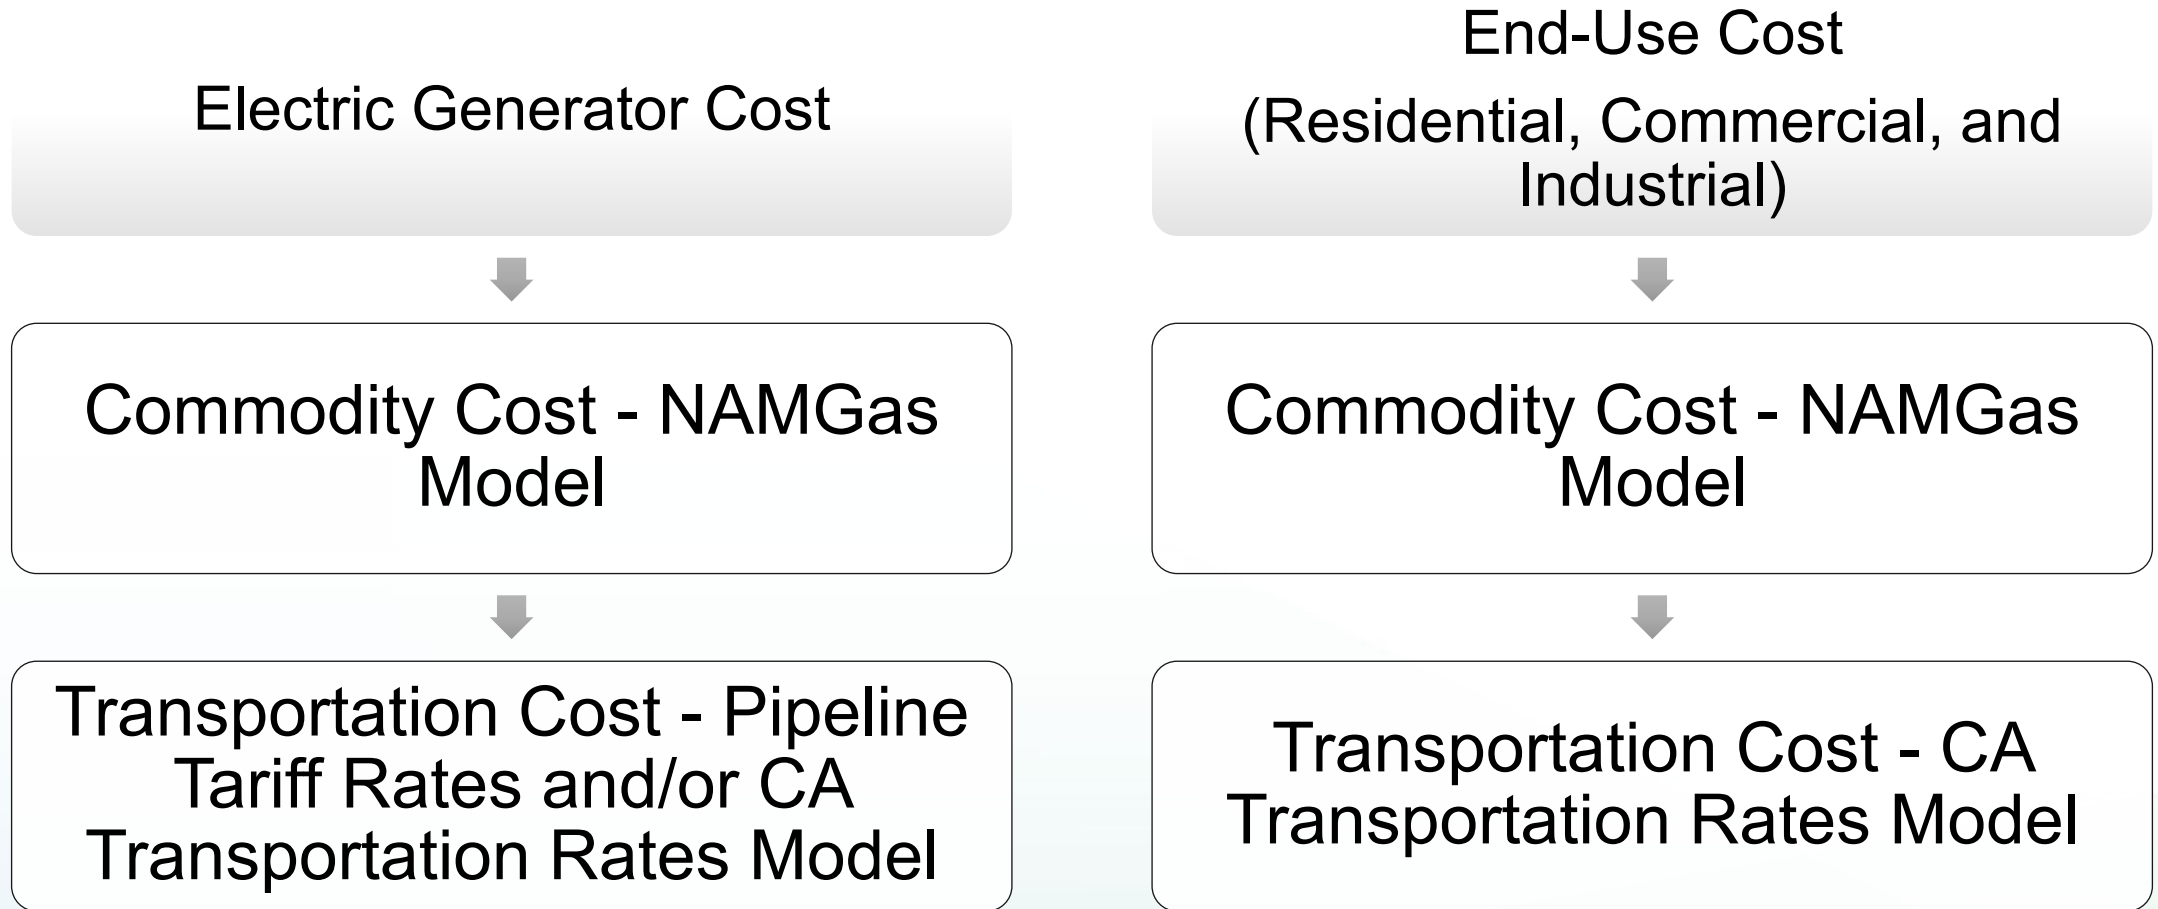 Electric Generator Cost
Commodity Cost - NAMGas
Model
Transportation Cost - Pipeline
Tariff Rates and/or CA
Transportation Rates Model
End-Use Cost
(Residential, Commercial, and
Industrial)
Commodity Cost - NAMGas
Model
Transportation Cost - CA
Transportation Rates Model